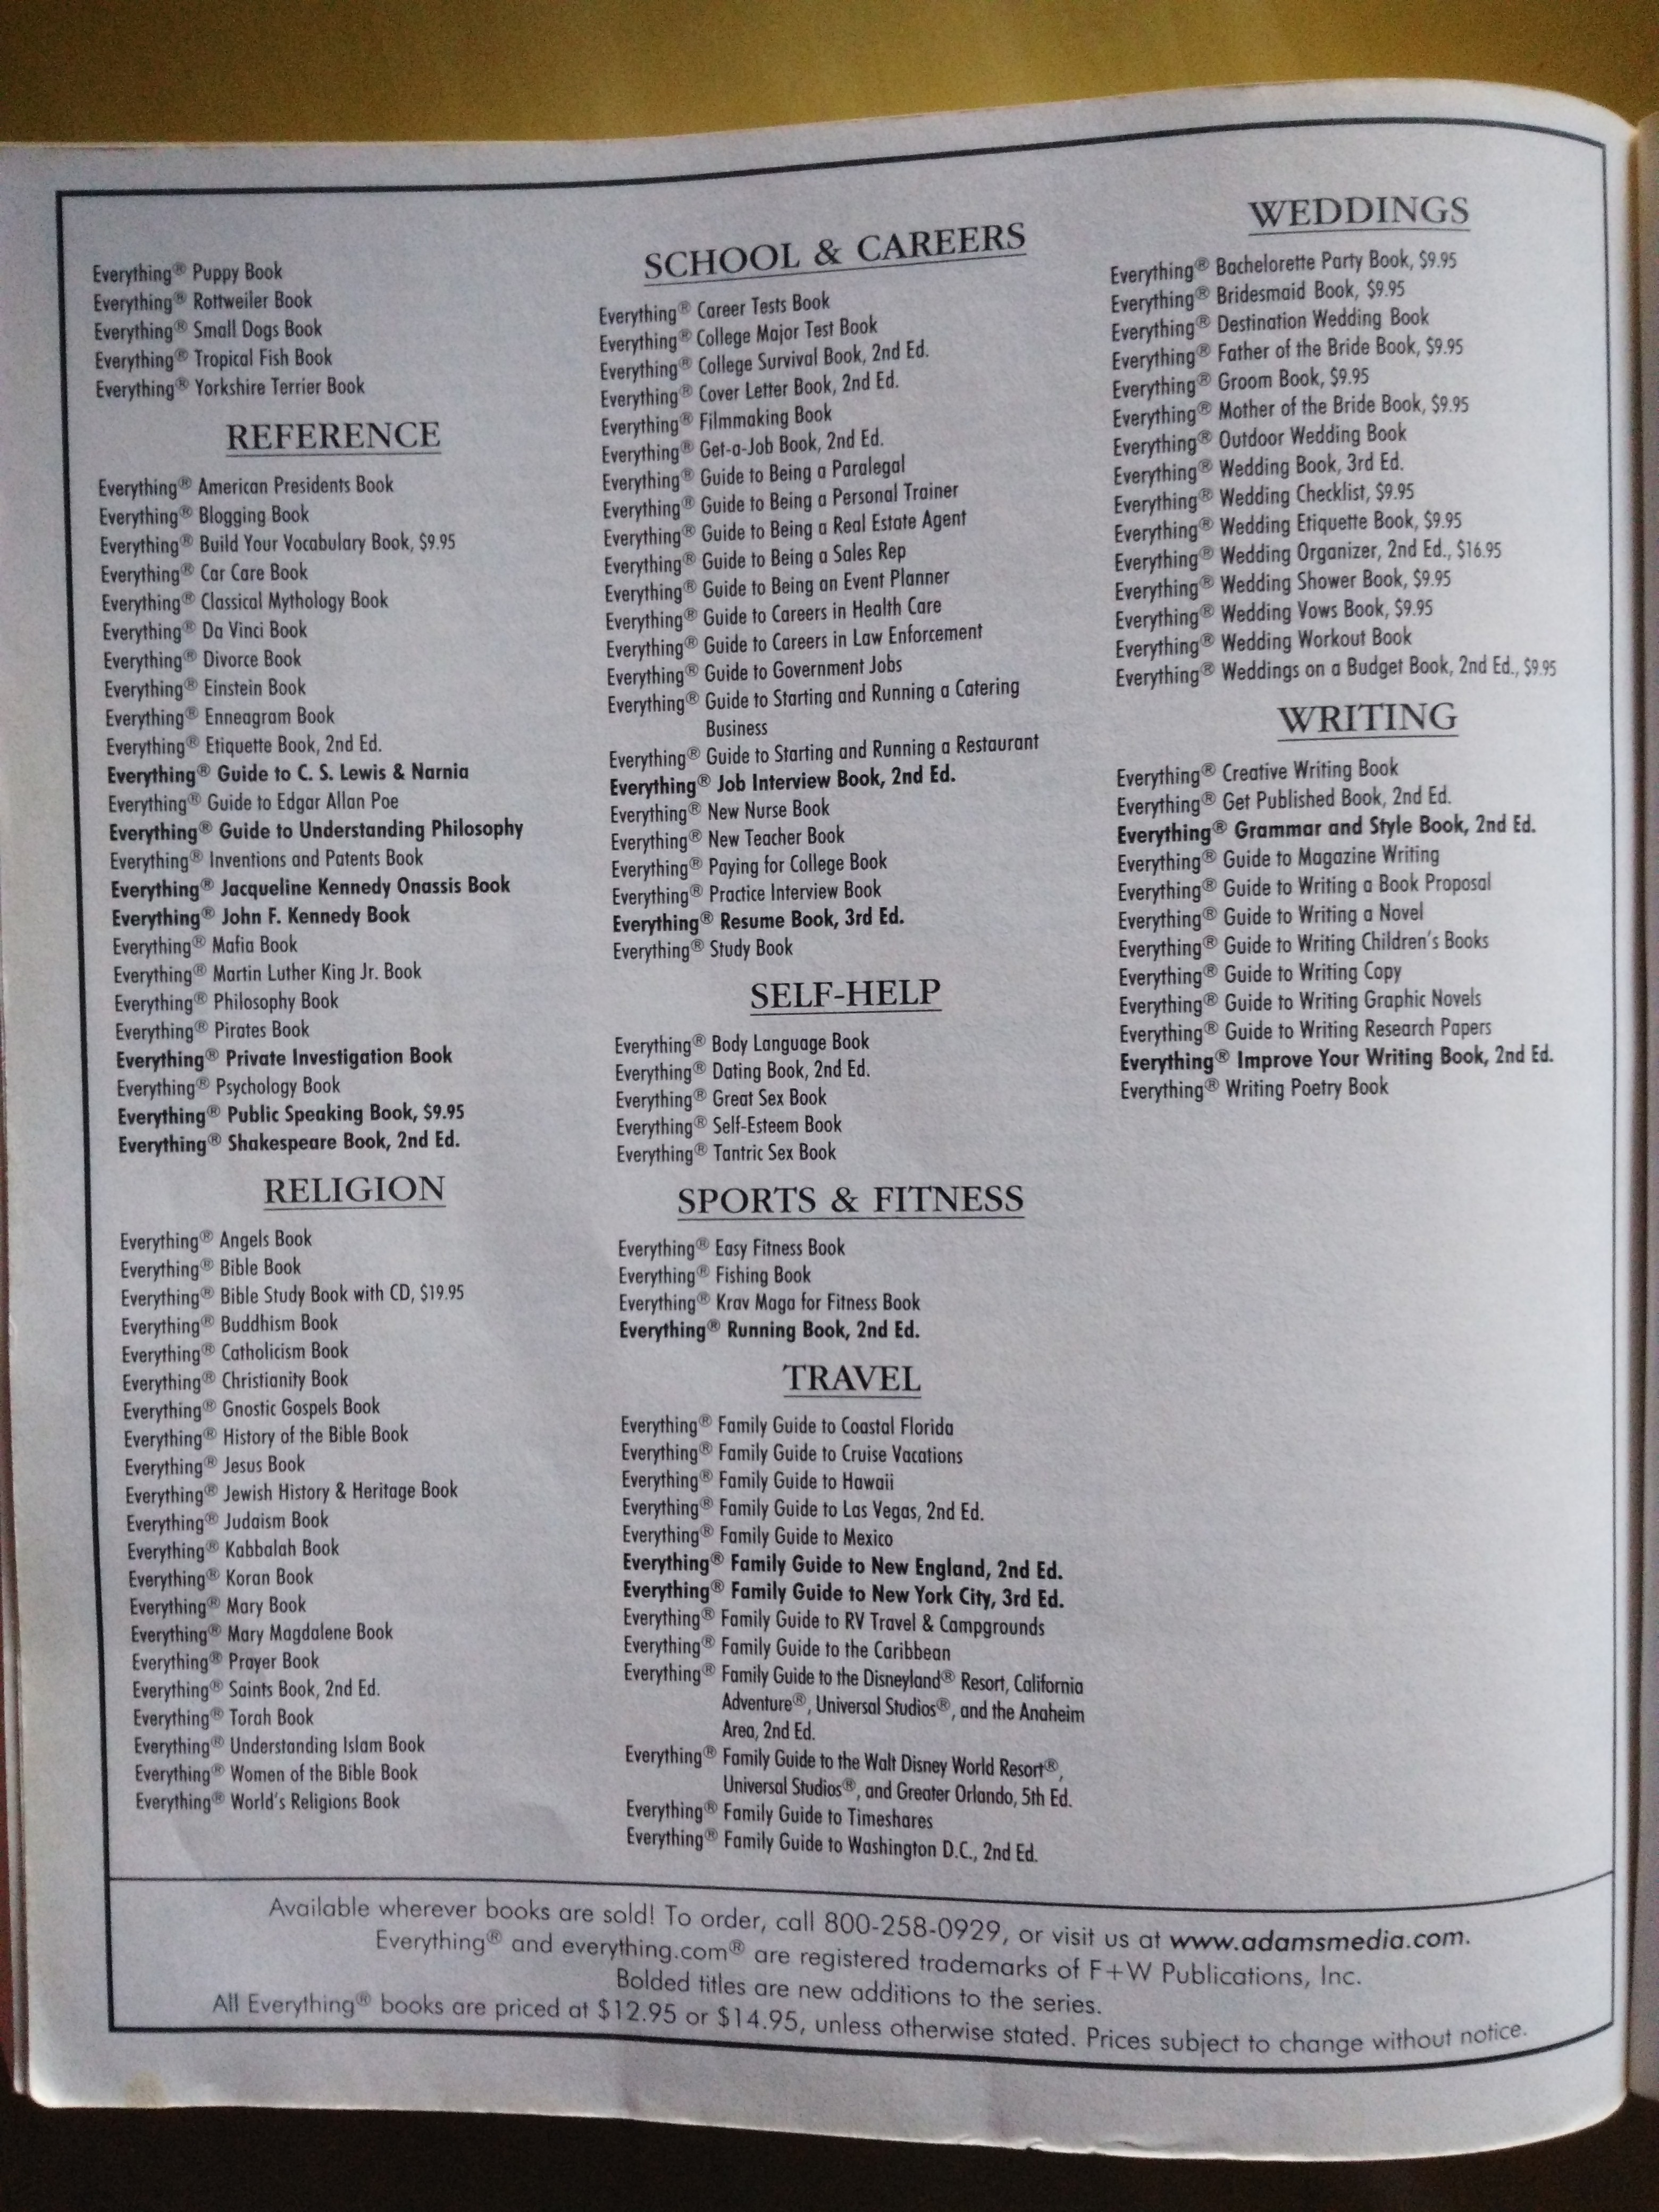 Everything® Puppy Book
Everything® Rottweiler Book
Everything® Small Dogs Book
Everything® Tropical Fish Book
Everything® Yorkshire Terrier Book
REFERENCE
Everything® American Presidents Book
Everything® Blogging Book
Everything® Build Your Vocabulary Book, $9.95
Everything® Car Care Book
Everything® Classical Mythology Book
Everything® Da Vinci Book
Everything® Divorce Book
Everything® Einstein Book
Everything® Enneagram Book
Everything® Etiquette Book, 2nd Ed.
Everything® Guide to C. S. Lewis & Narnia
Everything® Guide to Edgar Allan Poe
Everything® Guide to Understanding Philosophy
Everything® Inventions and Patents Book
Everything® Jacqueline Kennedy Onassis Book
Everything® John F. Kennedy Book
Everything® Mafia Book
Everything® Martin Luther King Jr. Book
Everything® Philosophy Book
Everything® Pirates Book
Everything® Private Investigation Book
Everything® Psychology Book
Everything® Public Speaking Book, $9.95
Everything® Shakespeare Book, 2nd Ed.
RELIGION
Everything® Angels Book
Everything® Bible Book
Everything® Bible Study Book with CD, $19.95
Everything® Buddhism Book
Everything® Catholicism Book
Everything® Christianity Book
Everything® Gnostic Gospels Book
Everything® History of the Bible Book
Everything® Jesus Book
Everything® Jewish History & Heritage Book
Everything® Judaism Book
Everything® Kabbalah Book
Everything® Koran Book
Everything® Mary Book
Everything® Mary Magdalene Book
Everything® Prayer Book
Everything® Saints Book, 2nd Ed.
Everything® Torah Book
Everything® Understanding Islam Book
Everything® Women of the Bible Book
Everything® World's Religions Book
SCHOOL & CAREERS
Everything® Career Tests Book
Everything® College Major Test Book
Everything® College Survival Book, 2nd Ed.
Everything® Cover Letter Book, 2nd Ed.
Everything® Filmmaking Book
Everything® Get-a-Job Book, 2nd Ed.
Everything® Guide to Being a Paralegal
Everything® Guide to Being a Personal Trainer
Everything® Guide to Being a Real Estate Agent
Everything® Guide to Being a Sales Rep
Everything® Guide to Being an Event Planner
Everything® Guide to Careers in Health Care
Everything® Guide to Careers in Law Enforcement
Everything® Guide to Government Jobs
Everything® Guide to Starting and Running a Catering
Business
Everything® Guide to Starting and Running a Restaurant
Everything® Job Interview Book, 2nd Ed.
Everything® New Nurse Book
Everything® New Teacher Book
Everything® Paying for College Book
Everything® Practice Interview Book
Everything® Resume Book, 3rd Ed.
Everything® Study Book
SELF-HELP
Everything® Body Language Book
Everything® Dating Book, 2nd Ed.
Everything® Great Sex Book
Everything® Self-Esteem Book
Everything® Tantric Sex Book
SPORTS & FITNESS
Everything® Easy Fitness Book
Everything® Fishing Book
Everything® Krav Maga for Fitness Book
Everything® Running Book, 2nd Ed.
TRAVEL
Everything® Family Guide to Coastal Florida
Everything® Family Guide to Cruise Vacations
Everything® Family Guide to Hawaii
Everything® Family Guide to Las Vegas, 2nd Ed.
Everything® Family Guide to Mexico
Everything® Family Guide to New England, 2nd Ed.
Everything® Family Guide to New York City, 3rd Ed.
Everything® Family Guide to RV Travel & Campgrounds
Everything® Family Guide to the Caribbean
Everything® Family Guide to the Disneyland® Resort, California
Adventure®, Universal Studios®, and the Anaheim
Area, 2nd Ed.
Everything® Family Guide to the Walt Disney World Resort®,
Universal Studios®, and Greater Orlando, 5th Ed.
Everything® Family Guide to Timeshares
Everything® Family Guide to Washington D.C., 2nd Ed.
WEDDINGS
Everything® Bachelorette Party Book, $9.95
Everything® Bridesmaid Book, $9.95
Everything® Destination Wedding Book
Everything® Father of the Bride Book, $9.95
Everything® Groom Book, $9.95
Everything® Mother of the Bride Book, $9.95
Everything® Outdoor Wedding Book
Everything® Wedding Book, 3rd Ed.
Everything® Wedding Checklist, $9.95
Everything® Wedding Etiquette Book, $9.95
Everything® Wedding Organizer, 2nd Ed., $16.95
Everything® Wedding Shower Book, $9.95
Everything® Wedding Vows Book, $9.95
Everything® Wedding Workout Book
Everything® Weddings on a Budget Book, 2nd Ed., $9.95
WRITING
Everything® Creative Writing Book
Everything® Get Published Book, 2nd Ed.
Everything® Grammar and Style Book, 2nd Ed.
Everything® Guide to Magazine Writing
Everything® Guide to Writing a Book Proposal
Everything® Guide to Writing a Novel
Everything® Guide to Writing Children's Books
Everything® Guide to Writing Copy
Everything® Guide to Writing Graphic Novels
Everything® Guide to Writing Research Papers
Everything® Improve Your Writing Book, 2nd Ed.
Everything® Writing Poetry Book
Available wherever books are sold! To order, call 800-258-0929, or visit us at www.adamsmedia.com.
Everything® and everything.com® are registered trademarks of F+W Publications, Inc.
Bolded titles are new additions to the series.
All Everything® books are priced at $12.95 or $14.95, unless otherwise stated. Prices subject to change without notice.